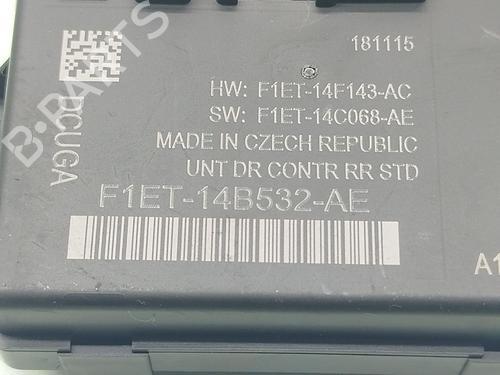 181115
HW: F1ET-14F143-AC
SW: F1ET-14C068-AE
MADE IN CZECH REPUBLIC
UNT DR CONTR RR STD
F1ET-14B532-AE
DCUGA
A1
B-PARTS